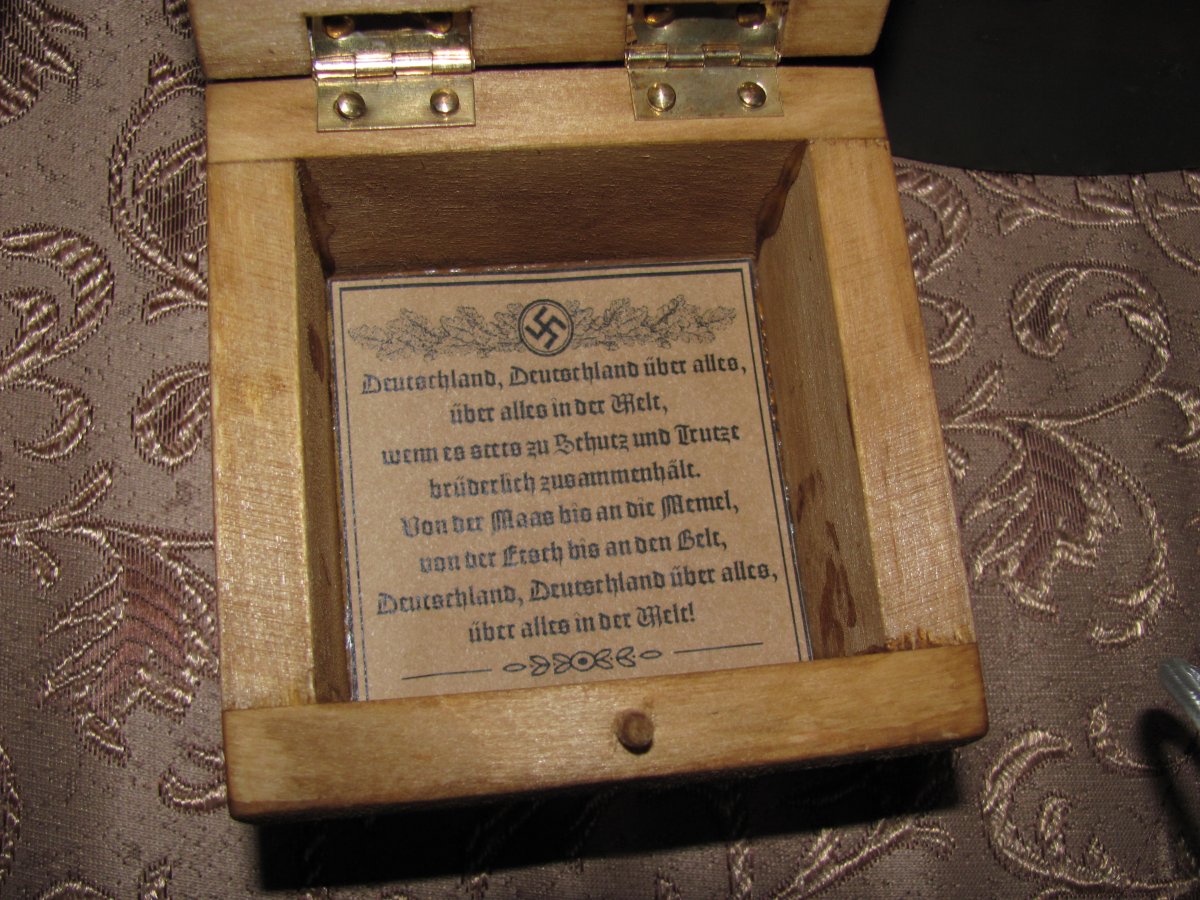 Deutschland, Deutschland über alles,
über alles in der Welt,
wenn es stets zu Schutz und Trutze
brüderlich zusammenhält.
Von der Maas bis an die Memel,
von der Etsch bis an den Belt,
Deutschland, Deutschland über alles,
über alles in der Welt!